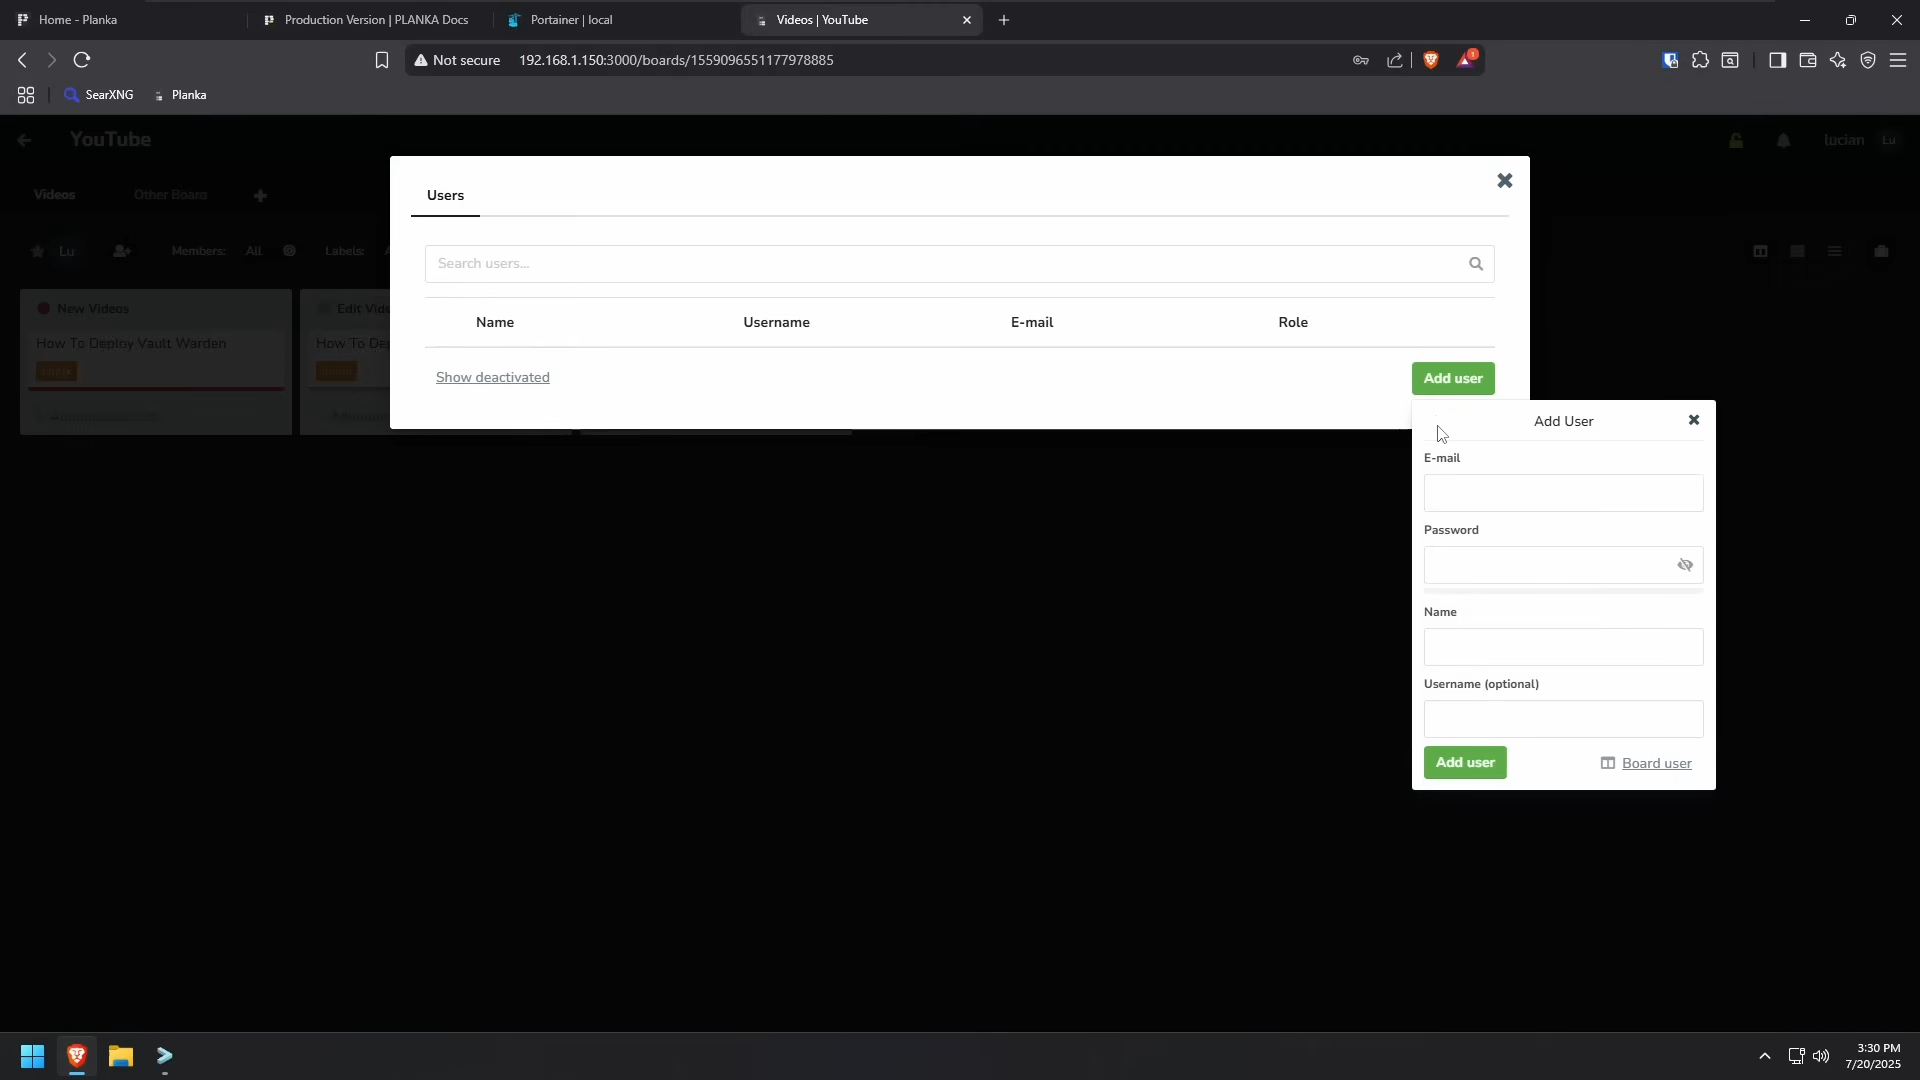 Home - Planka
Production Version | PLANKA Docs
Portainer | local
Videos | YouTube
Not secure 192.168.1.150:3000/boards/1559096551177978885
1
SearXNG
Planka
YouTube
lucian
Lu
Videos
Other Board
Users
Lu
Members:
All
Labels:
Search users...
Name
Username
E-mail
Role
Show deactivated
Add user
New Videos
Edit Vid
How To Deploy Vault Warden
How To De
Add User
E-mail
Password
Name
Username (optional)
Add user
Board user
3:30 PM
7/20/2025